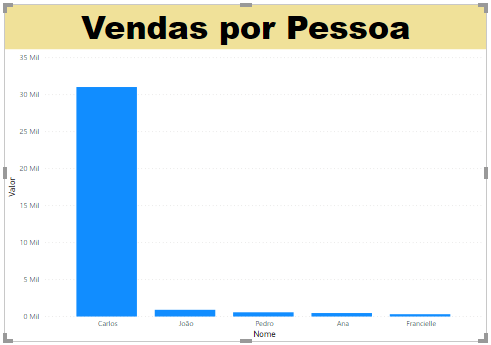 Vendas por Pessoa
35 Mil
30 Mil
25 Mil
20 Mil
15 Mil
10 Mil
5 Mil
0 Mil
Valor
Carlos João Pedro Ana Francielle
Nome